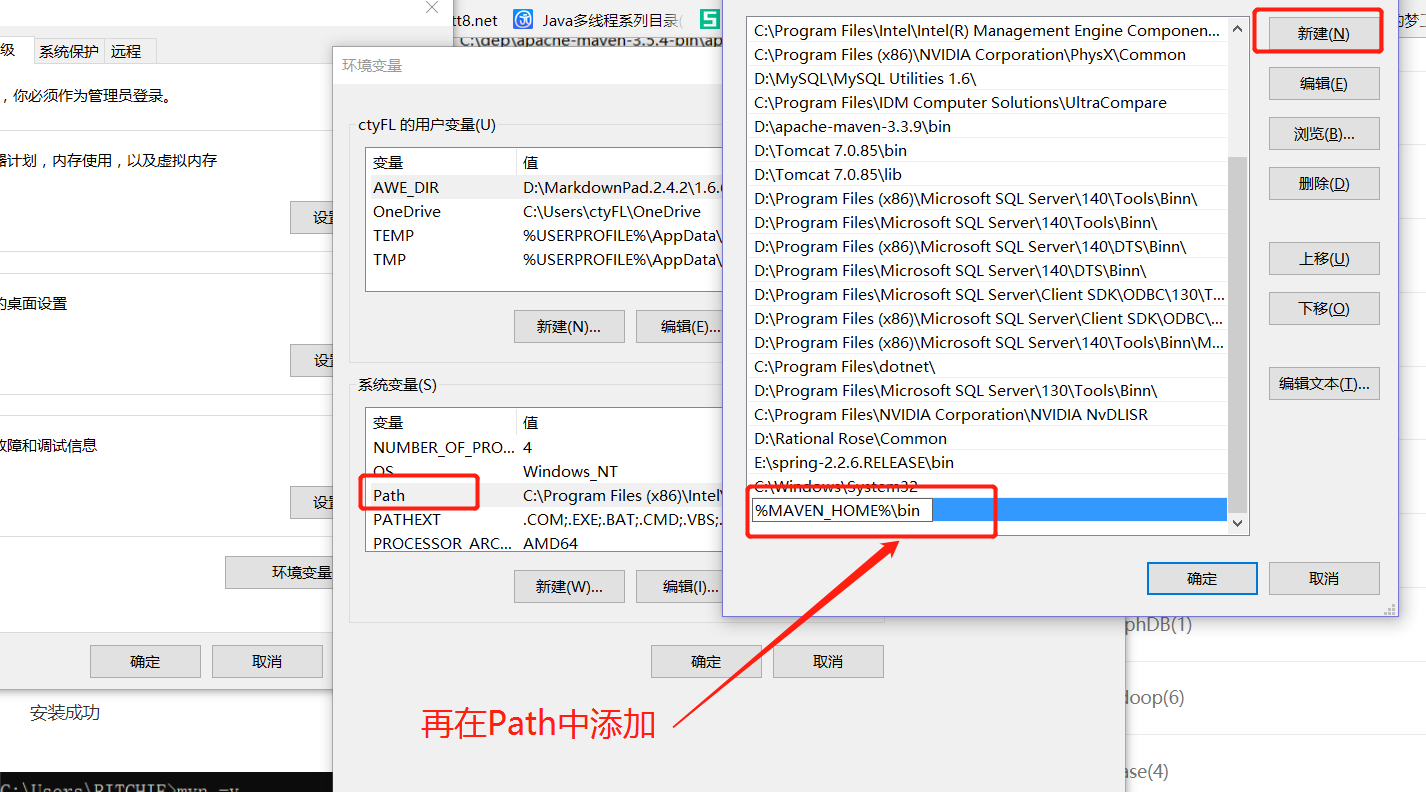 tt8.net
Java多线程系列目录(
C:\dep\apache-maven-3.5.4-bin\ap
级
系统保护
远程
，你必须作为管理员登录。
器计划，内存使用，以及虚拟内存
设置
的桌面设置
设置
故障和调试信息
设置
环境变量
确定
取消
安装成功
C:\Users\RITCHIE>mvn -v
环境变量
ctyFL 的用户变量(U)
变量
值
AWE_DIR
D:\MarkdownPad.2.4.2\1.6.
OneDrive
C:\Users\ctyFL\OneDrive
TEMP
%USERPROFILE%\AppData\
TMP
%USERPROFILE%\AppData\
新建(N)...
编辑(E)...
系统变量(S)
变量
值
NUMBER_OF_PRO...
4
OS
Windows_NT
Path
C:\Program Files (x86)\Intel\
PATHEXT
.COM;.EXE;.BAT;.CMD;.VBS;.
PROCESSOR_ARC...
AMD64
新建(W)...
编辑(I)...
确定
取消
再在Path中添加
C:\Program Files\Intel\Intel(R) Management Engine Componen...
C:\Program Files (x86)\NVIDIA Corporation\PhysX\Common
D:\MySQL\MySQL Utilities 1.6\
C:\Program Files\IDM Computer Solutions\UltraCompare
D:\apache-maven-3.3.9\bin
D:\Tomcat 7.0.85\bin
D:\Tomcat 7.0.85\lib
D:\Program Files (x86)\Microsoft SQL Server\140\Tools\Binn\
D:\Program Files\Microsoft SQL Server\140\Tools\Binn\
D:\Program Files (x86)\Microsoft SQL Server\140\DTS\Binn\
D:\Program Files\Microsoft SQL Server\140\DTS\Binn\
D:\Program Files\Microsoft SQL Server\Client SDK\ODBC\130\T...
D:\Program Files (x86)\Microsoft SQL Server\Client SDK\ODBC\...
D:\Program Files (x86)\Microsoft SQL Server\140\Tools\Binn\M...
C:\Program Files\dotnet\
D:\Program Files\Microsoft SQL Server\130\Tools\Binn\
C:\Program Files\NVIDIA Corporation\NVIDIA NvDLISR
D:\Rational Rose\Common
E:\spring-2.2.6.RELEASE\bin
C:\Windows\System32
%MAVEN_HOME%\bin
新建(N)
编辑(E)
浏览(B)...
删除(D)
上移(U)
下移(O)
编辑文本(T)...
确定
取消
的梦工
phDB(1)
doop(6)
ase(4)